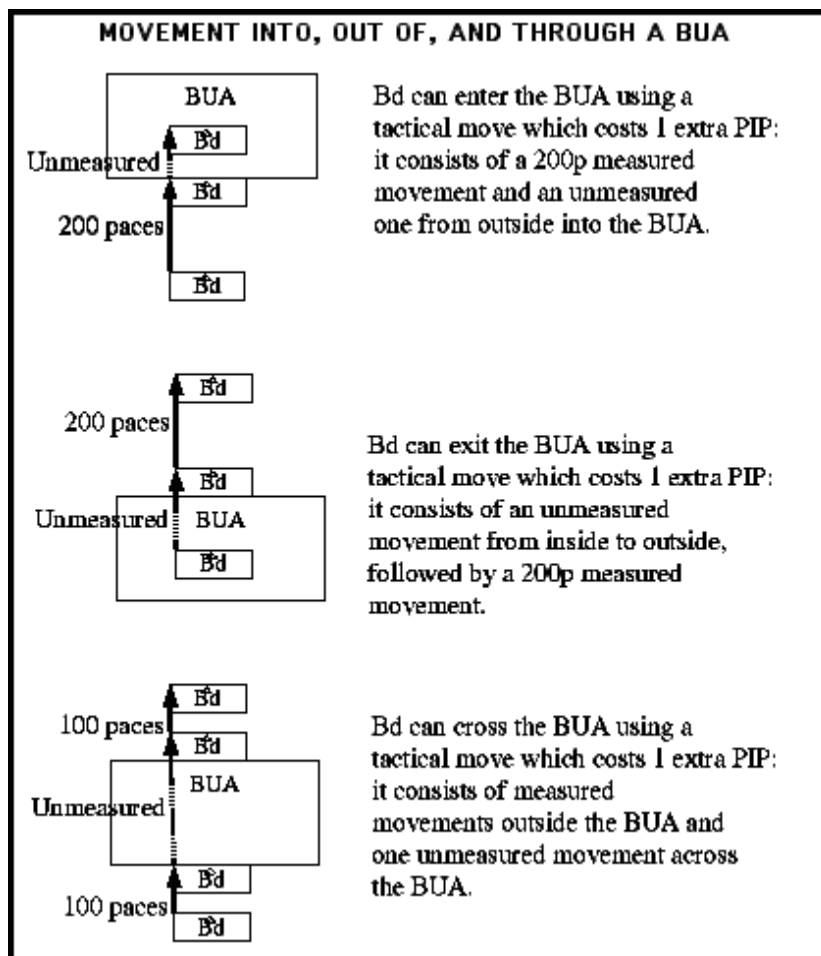 MOVEMENT INTO, OUT OF, AND THROUGH A BUA
BUA
Bd
Unmeasured
Bd
200 paces
Bd
Bd can enter the BUA using a
tactical move which costs 1 extra PIP:
it consists of a 200p measured
movement and an unmeasured
one from outside into the BUA.
Bd
200 paces
Bd
Unmeasured
BUA
Bd
Bd can exit the BUA using a
tactical move which costs 1 extra PIP:
it consists of an unmeasured
movement from inside to outside,
followed by a 200p measured
movement.
Bd
100 paces
Bd
BUA
Unmeasured
Bd
100 paces
Bd
Bd can cross the BUA using a
tactical move which costs 1 extra PIP:
it consists of measured
movements outside the BUA and
one unmeasured movement across
the BUA.